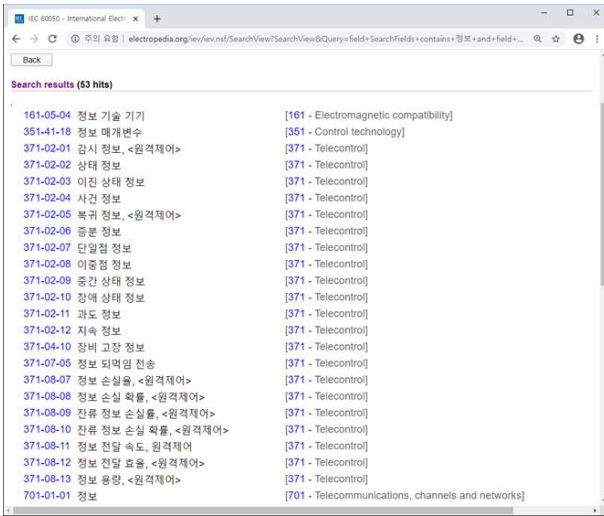 IEC 60050 - International Electr
주의 요함 | electropedia.org/iev/iev.nsf/SearchView?SearchView&Query=field+SearchFields+contains+정보+and+field+...
Back
Search results (53 hits)
161-05-04 정보 기술 기기 [161 - Electromagnetic compatibility]
351-41-18 정보 매개변수 [351 - Control technology]
371-02-01 감시 정보, <원격제어> [371 - Telecontrol]
371-02-02 상태 정보 [371 - Telecontrol]
371-02-03 이진 상태 정보 [371 - Telecontrol]
371-02-04 사건 정보 [371 - Telecontrol]
371-02-05 복귀 정보, <원격제어> [371 - Telecontrol]
371-02-06 증분 정보 [371 - Telecontrol]
371-02-07 단일점 정보 [371 - Telecontrol]
371-02-08 이중점 정보 [371 - Telecontrol]
371-02-09 중간 상태 정보 [371 - Telecontrol]
371-02-10 장애 상태 정보 [371 - Telecontrol]
371-02-11 과도 정보 [371 - Telecontrol]
371-02-12 지속 정보 [371 - Telecontrol]
371-04-10 장비 고장 정보 [371 - Telecontrol]
371-07-05 정보 되먹임 전송 [371 - Telecontrol]
371-08-07 정보 손실율, <원격제어> [371 - Telecontrol]
371-08-08 정보 손실 확률, <원격제어> [371 - Telecontrol]
371-08-09 잔류 정보 손실률, <원격제어> [371 - Telecontrol]
371-08-10 잔류 정보 손실 확률, <원격제어> [371 - Telecontrol]
371-08-11 정보 전달 속도, 원격제어 [371 - Telecontrol]
371-08-12 정보 전달 효율, <원격제어> [371 - Telecontrol]
371-08-13 정보 용량, <원격제어> [371 - Telecontrol]
701-01-01 정보 [701 - Telecommunications, channels and networks]